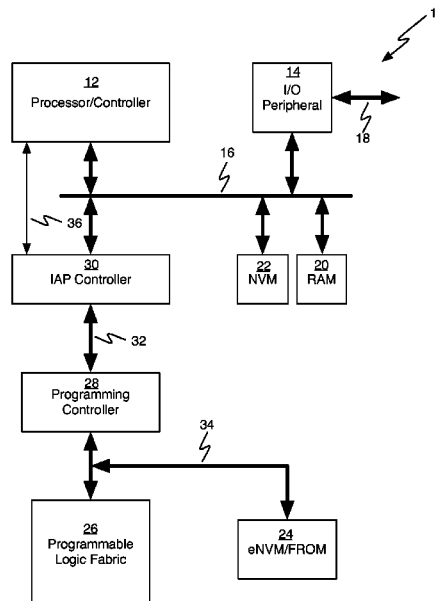 1
12
Processor/Controller
14
I/O
Peripheral
18
16
36
30
IAP Controller
22
NVM
20
RAM
32
28
Programming
Controller
34
26
Programmable
Logic Fabric
24
eNVM/FROM